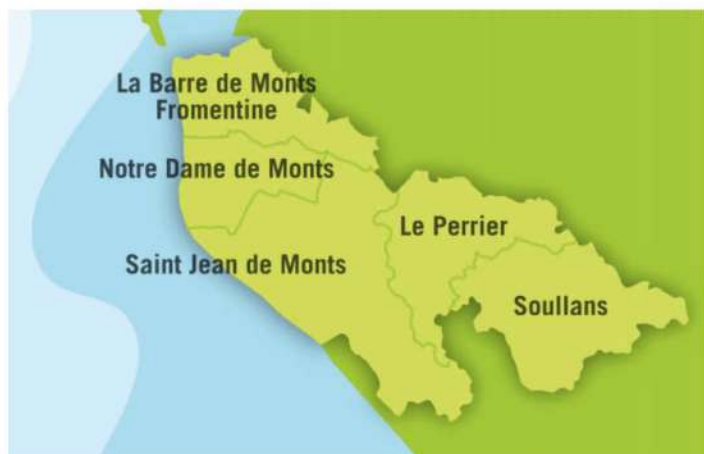 La Barre de Monts
Fromentine
Notre Dame de Monts
Le Perrier
Saint Jean de Monts
Soullans